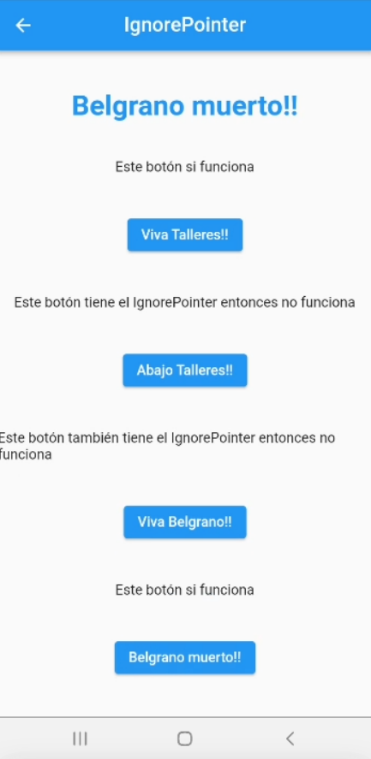 IgnorePointer
Belgrano muerto!!
Este botón si funciona
Viva Talleres!!
Este botón tiene el IgnorePointer entonces no funciona
Abajo Talleres!!
Este botón también tiene el IgnorePointer entonces no
funciona
Viva Belgrano!!
Este botón si funciona
Belgrano muerto!!